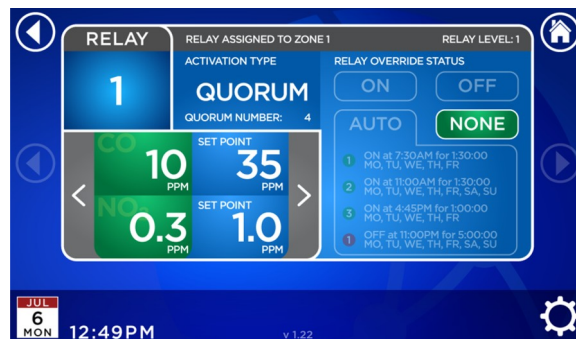 RELAY
RELAY ASSIGNED TO ZONE 1
RELAY LEVEL: 1
1
ACTIVATION TYPE
QUORUM
QUORUM NUMBER: 4
RELAY OVERRIDE STATUS
ON
OFF
AUTO
NONE
CO
10
PPM
SET POINT
35
PPM
NO₂
0.3
PPM
SET POINT
1.0
PPM
1 ON at 7:30AM for 1:30:00
MO, TU, WE, TH, FR
2 ON at 11:00AM for 1:30:00
MO, TU, WE, TH, FR, SA, SU
3 ON at 4:45PM for 1:00:00
MO, TU, WE, TH, FR
1 OFF at 11:00PM for 5:00:00
MO, TU, WE, TH, FR, SA, SU
JUL
6
MON
12:49PM
v 1.22